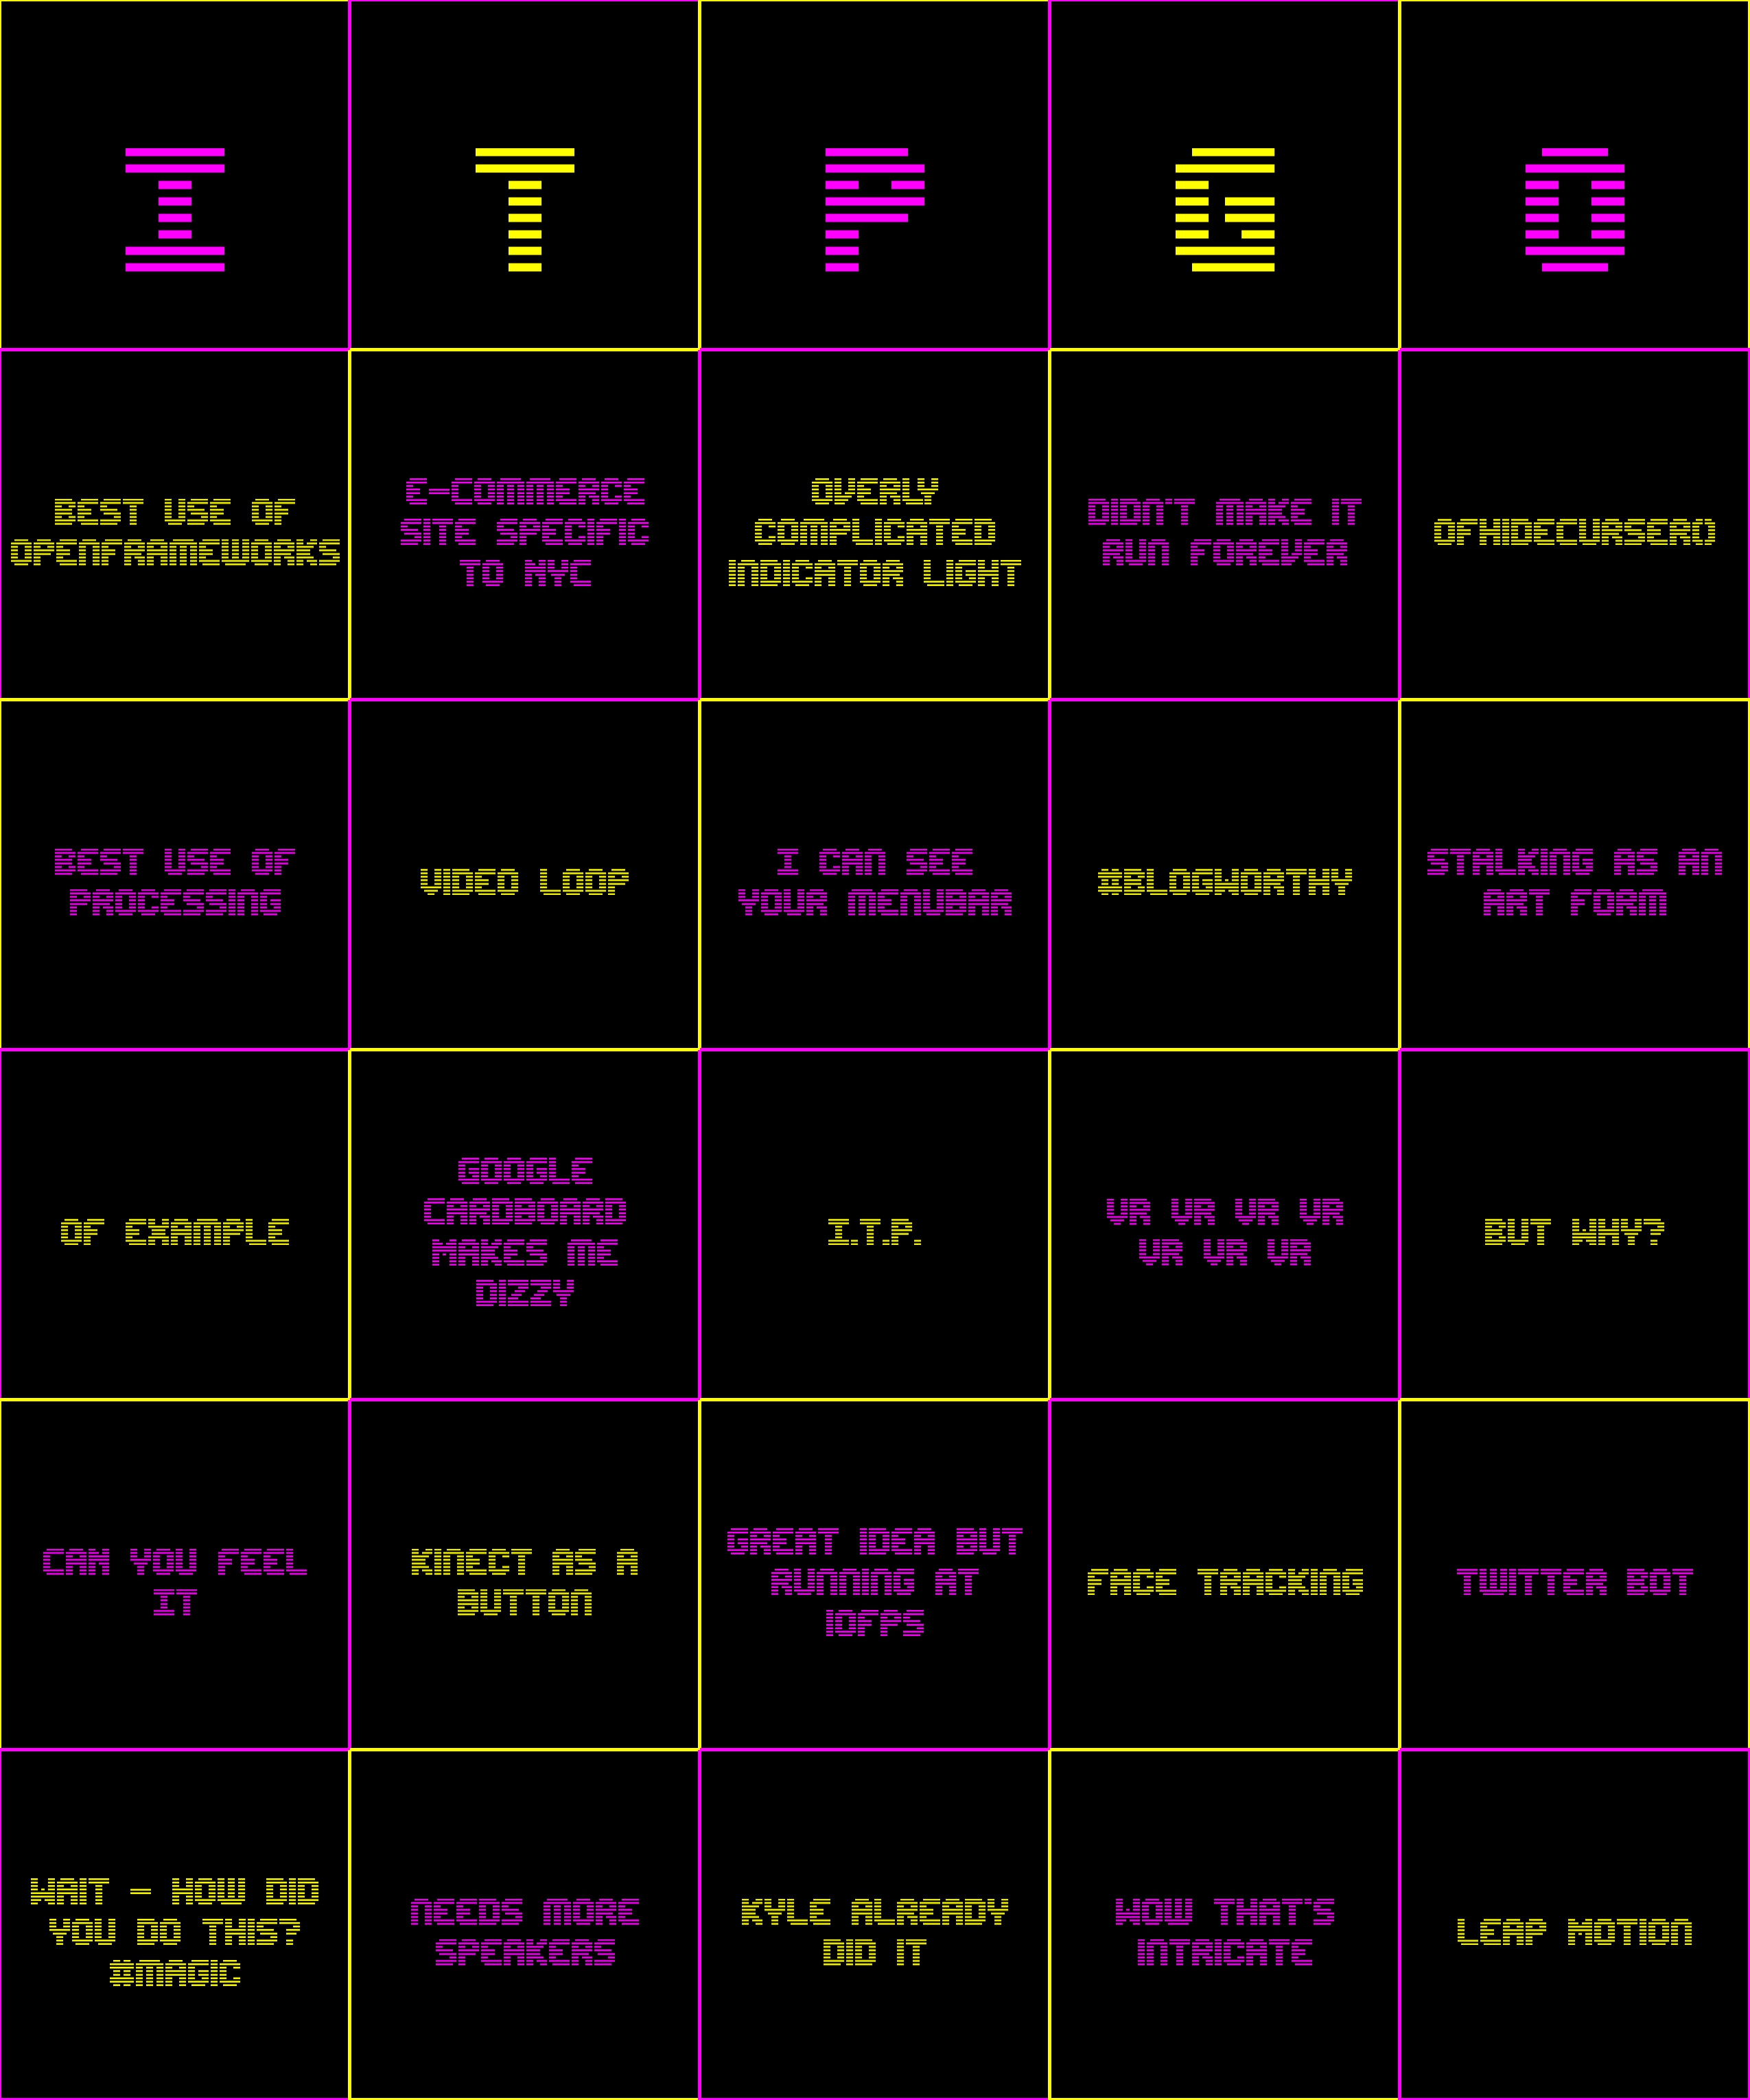 I
T
P
G
O
BEST USE OF
OPENFRAMEWORKS
E-COMMERCE
SITE SPECIFIC
TO NYC
OVERLY
COMPLICATED
INDICATOR LIGHT
DIDN'T MAKE IT
RUN FOREVER
OFHIDECURSER()
BEST USE OF
PROCESSING
VIDEO LOOP
I CAN SEE
YOUR MENUBAR
#BLOGWORTHY
STALKING AS AN
ART FORM
OF EXAMPLE
GOOGLE
CARDBOARD
MAKES ME
DIZZY
I.T.P.
VR VR VR VR
VR VR VR
BUT WHY?
CAN YOU FEEL
IT
KINECT AS A
BUTTON
GREAT IDEA BUT
RUNNING AT
10FPS
FACE TRACKING
TWITTER BOT
WAIT - HOW DID
YOU DO THIS?
#MAGIC
NEEDS MORE
SPEAKERS
KYLE ALREADY
DID IT
WOW THAT'S
INTRICATE
LEAP MOTION